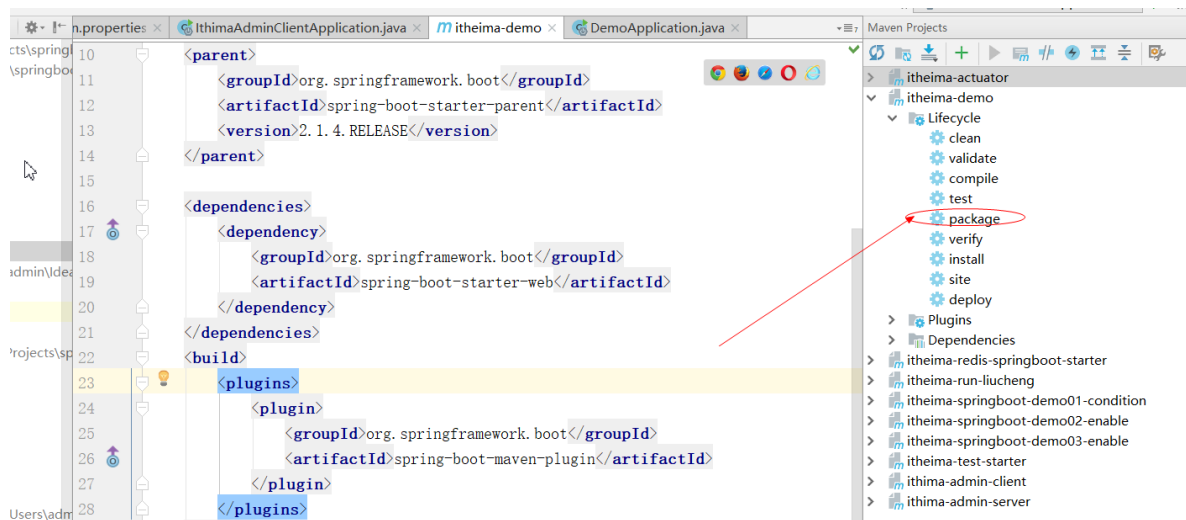 n.properties × IthimaAdminClientApplication.java × m itheima-demo × DemoApplication.java × Maven Projects
cts\springl
\springboo
admin\Idea
Projects\sp
Users\adm
10 <parent>
11 <groupId>org.springframework.boot</groupId>
12 <artifactId>spring-boot-starter-parent</artifactId>
13 <version>2.1.4.RELEASE</version>
14 </parent>
15
16 <dependencies>
17 <dependency>
18 <groupId>org.springframework.boot</groupId>
19 <artifactId>spring-boot-starter-web</artifactId>
20 </dependency>
21 </dependencies>
22 <build>
23 <plugins>
24 <plugin>
25 <groupId>org.springframework.boot</groupId>
26 <artifactId>spring-boot-maven-plugin</artifactId>
27 </plugin>
28 </plugins>
itheima-actuator
itheima-demo
Lifecycle
clean
validate
compile
test
package
verify
install
site
deploy
Plugins
Dependencies
itheima-redis-springboot-starter
itheima-run-liucheng
itheima-springboot-demo01-condition
itheima-springboot-demo02-enable
itheima-springboot-demo03-enable
itheima-test-starter
ithima-admin-client
ithima-admin-server